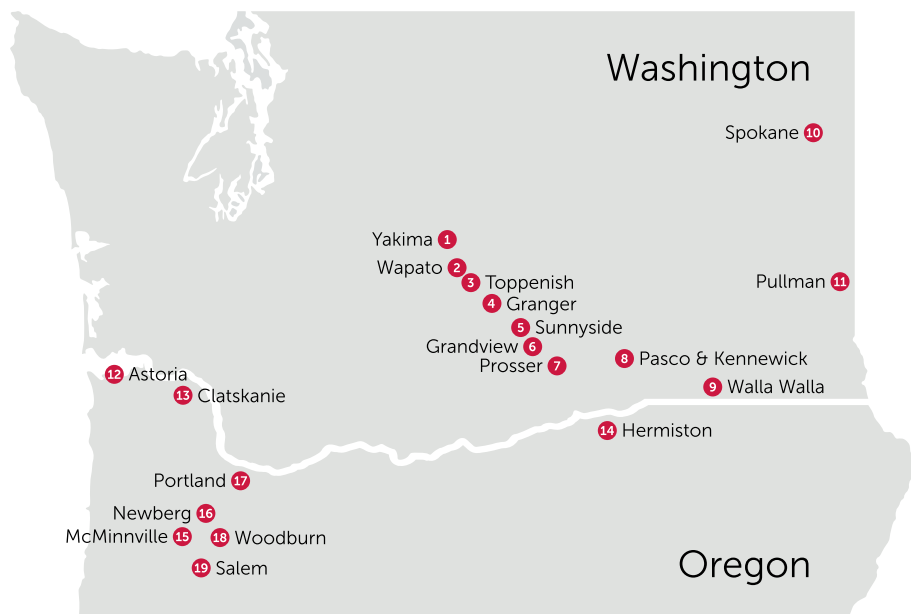 Washington
Spokane 10
Yakima 1
Wapato 2
3 Toppenish
Pullman 11
4 Granger
5 Sunnyside
Grandview 6
Prosser 7
8 Pasco & Kennewick
9 Walla Walla
12 Astoria
13 Clatskanie
14 Hermiston
Portland 17
Newberg 16
McMinnville 15
18 Woodburn
19 Salem
Oregon